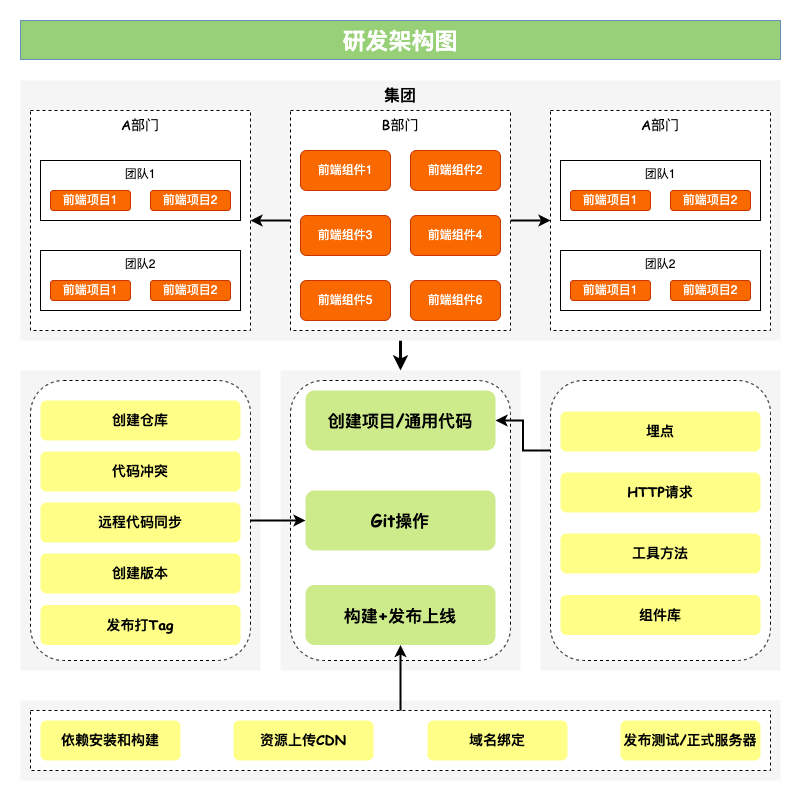 研发架构图
集团
A部门
团队1
前端项目1
前端项目2
团队2
前端项目1
前端项目2
B部门
前端组件1
前端组件2
前端组件3
前端组件4
前端组件5
前端组件6
A部门
团队1
前端项目1
前端项目2
团队2
前端项目1
前端项目2
创建仓库
代码冲突
远程代码同步
创建版本
发布打Tag
创建项目/通用代码
Git操作
构建+发布上线
埋点
HTTP请求
工具方法
组件库
依赖安装和构建
资源上传CDN
域名绑定
发布测试/正式服务器